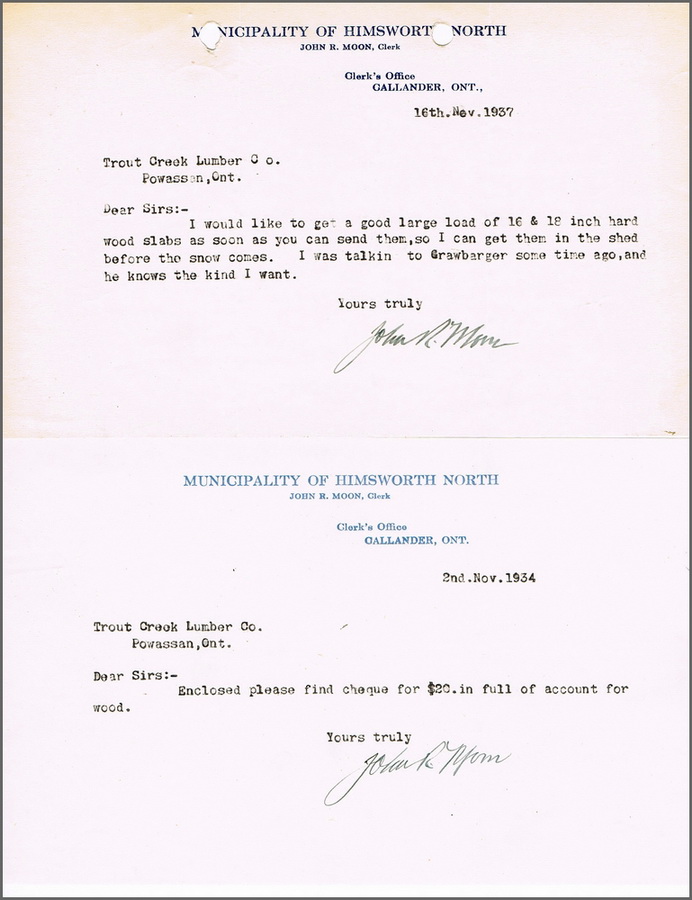 MUNICIPALITY OF HIMSWORTH NORTH
JOHN R. MOON, Clerk
Clerk's Office
CALLANDER, ONT.,
16th.Nov.1937
Trout Creek Lumber C o.
Powassan,Ont.
Dear Sirs:-
I would like to get a good large load of 16 & 18 inch hard
wood slabs as soon as you can send them,so I can get them in the shed
before the snow comes. I was talkin to Grawbarger some time ago,and
he knows the kind I want.
Yours truly
John R. Moon
MUNICIPALITY OF HIMSWORTH NORTH
JOHN R. MOON, Clerk
Clerk's Office
CALLANDER, ONT.
2nd.Nov.1934
Trout Creek Lumber Co.
Powassan,Ont.
Dear Sirs:-
Enclosed please find cheque for $20.in full of account for
wood.
Yours truly
John R Moon